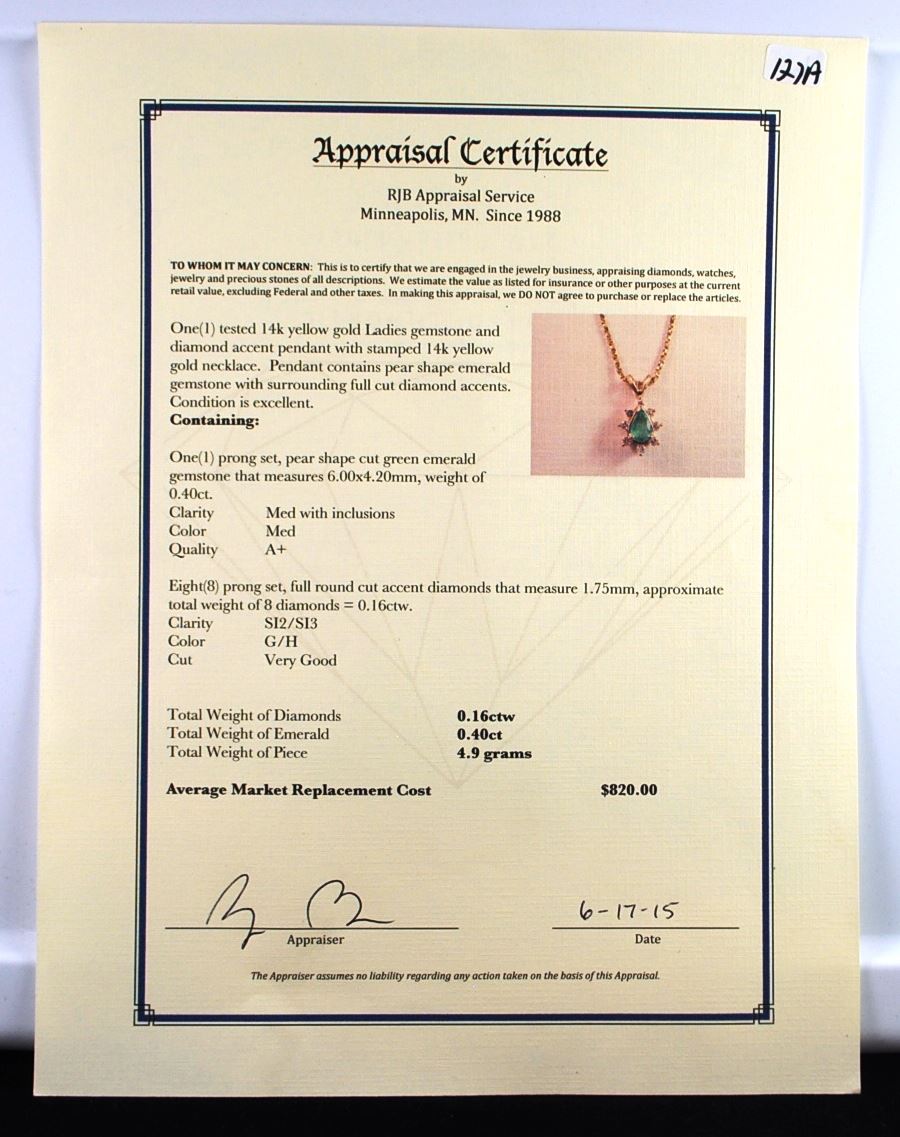 127A
Appraisal Certificate
by
RJB Appraisal Service
Minneapolis, MN.  Since 1988
TO WHOM IT MAY CONCERN:  This is to certify that we are engaged in the jewelry business, appraising diamonds, watches,
jewelry and precious stones of all descriptions.  We estimate the value as listed for insurance or other purposes at the current
retail value, excluding Federal and other taxes.  In making this appraisal, we DO NOT agree to purchase or replace the articles.
One(1) tested 14k yellow gold Ladies gemstone and
diamond accent pendant with stamped 14k yellow
gold necklace.  Pendant contains pear shape emerald
gemstone with surrounding full cut diamond accents.
Condition is excellent.
Containing:
One(1) prong set, pear shape cut green emerald
gemstone that measures 6.00x4.20mm, weight of
0.40ct.
Clarity Med with inclusions
Color Med
Quality A+
Eight(8) prong set, full round cut accent diamonds that measure 1.75mm, approximate
total weight of 8 diamonds = 0.16ctw.
Clarity SI2/SI3
Color G/H
Cut Very Good
Total Weight of Diamonds 0.16ctw
Total Weight of Emerald 0.40ct
Total Weight of Piece 4.9 grams
Average Market Replacement Cost $820.00
6-17-15
Appraiser Date
The Appraiser assumes no liability regarding any action taken on the basis of this Appraisal.